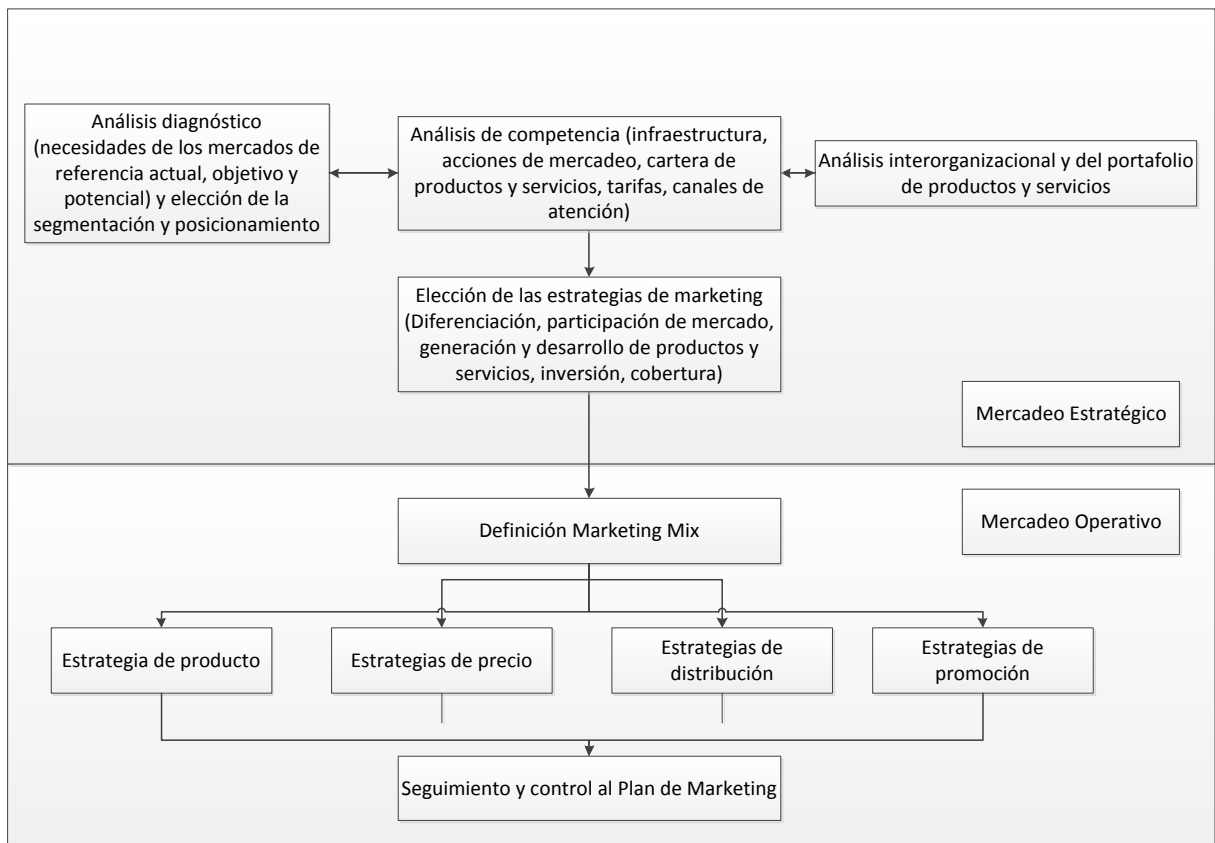 Análisis diagnóstico
(necesidades de los mercados de
referencia actual, objetivo y
potencial) y elección de la
segmentación y posicionamiento
Análisis de competencia (infraestructura,
acciones de mercadeo, cartera de
productos y servicios, tarifas, canales de
atención)
Análisis interorganizacional y del portafolio
de productos y servicios
Elección de las estrategias de marketing
(Diferenciación, participación de mercado,
generación y desarrollo de productos y
servicios, inversión, cobertura)
Mercadeo Estratégico
Mercadeo Operativo
Definición Marketing Mix
Estrategia de producto
Estrategias de precio
Estrategias de
distribución
Estrategias de
promoción
Seguimiento y control al Plan de Marketing